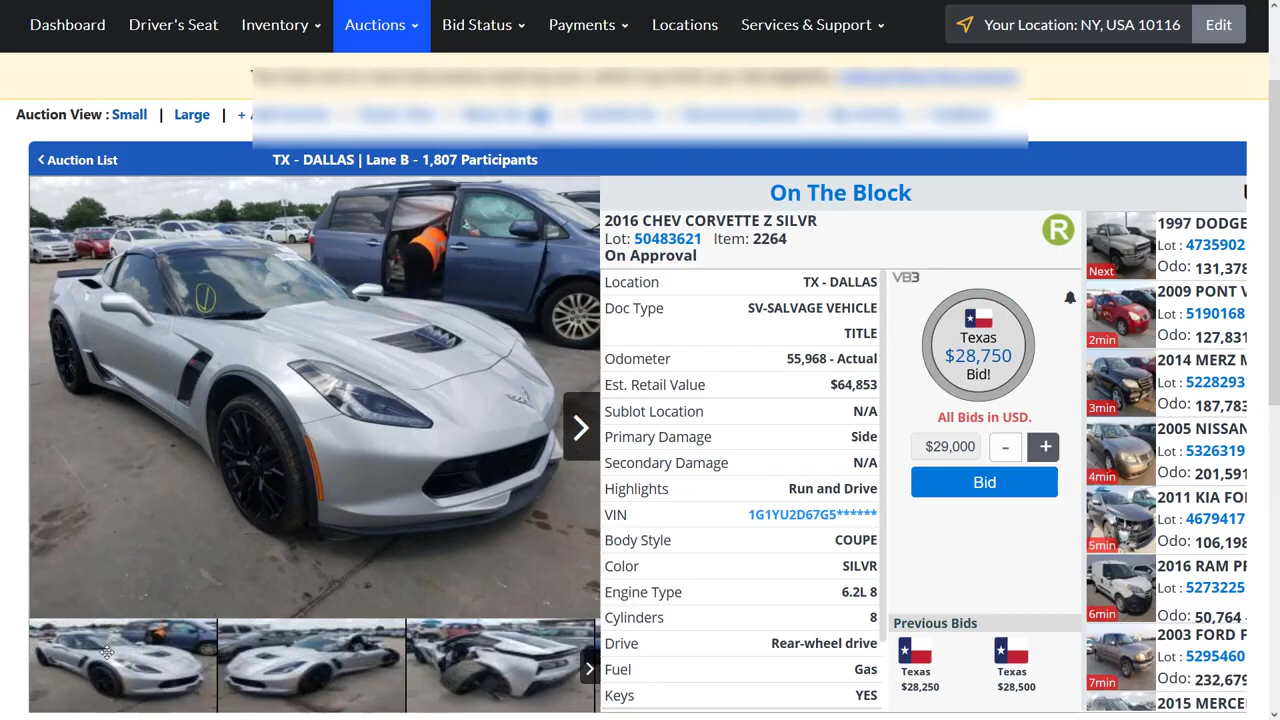 Dashboard Driver's Seat Inventory Auctions Bid Status Payments Locations Services & Support Your Location: NY, USA 10116 Edit
Auction View : Small | Large | +
Auction List TX - DALLAS | Lane B - 1,807 Participants
On The Block
2016 CHEV CORVETTE Z SILVR
Lot: 50483621 Item: 2264
On Approval
R
Location TX - DALLAS
Doc Type SV-SALVAGE VEHICLE
TITLE
Odometer 55,968 - Actual
Est. Retail Value $64,853
Sublot Location N/A
Primary Damage Side
Secondary Damage N/A
Highlights Run and Drive
VIN 1G1YU2D67G5******
Body Style COUPE
Color SILVR
Engine Type 6.2L 8
Cylinders 8
Drive Rear-wheel drive
Fuel Gas
Keys YES
VB3
Texas
$28,750
Bid!
All Bids in USD.
$29,000 - +
Bid
Previous Bids
Texas Texas
$28,250 $28,500
1997 DODGE
Lot : 4735902
Odo: 131,378
Next
2009 PONT V
Lot : 5190168
Odo: 127,831
2min
2014 MERZ M
Lot : 5228293
Odo: 187,783
3min
2005 NISSAN
Lot : 5326319
Odo: 201,591
4min
2011 KIA FO
Lot : 4679417
Odo: 106,198
5min
2016 RAM PR
Lot : 5273225
Odo: 50,764
6min
2003 FORD F
Lot : 5295460
Odo: 232,679
7min
2015 MERCE